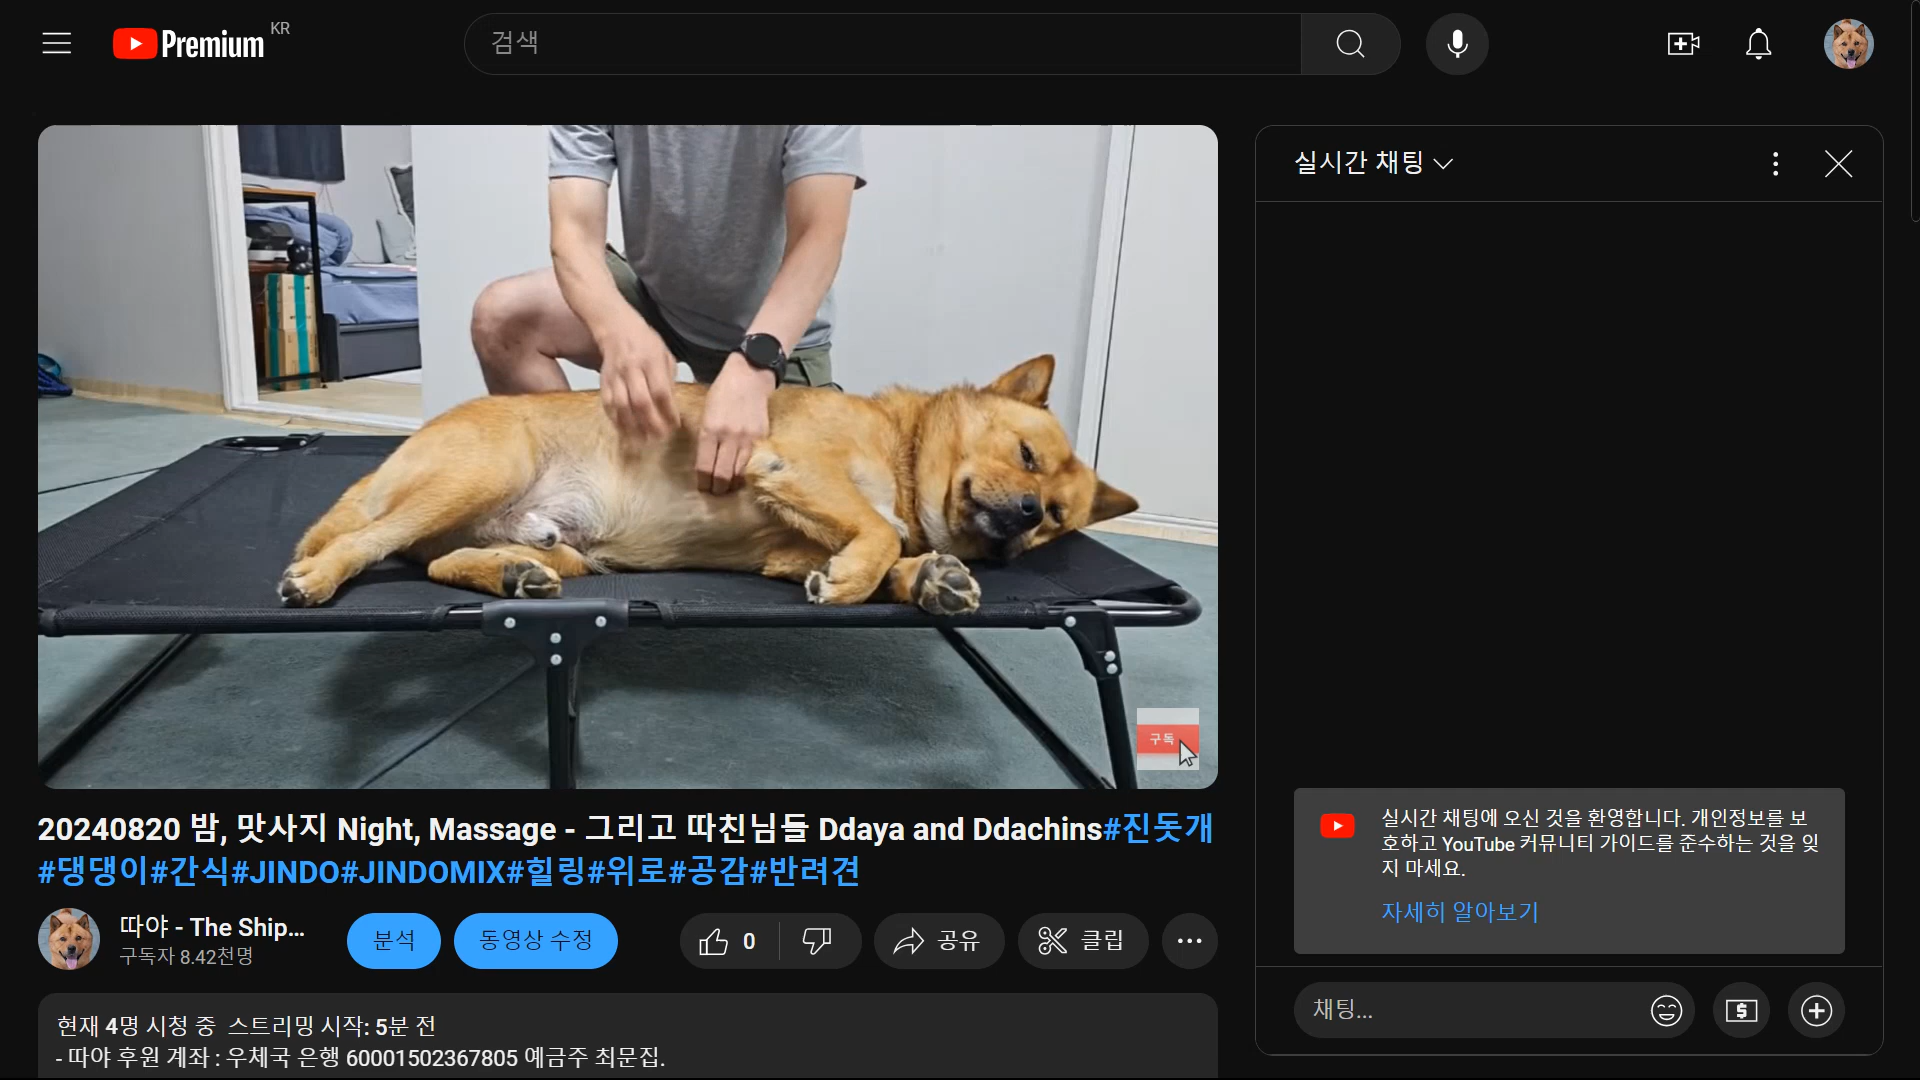 Premium KR
검색
실시간 채팅
구독
20240820 밤, 맛사지 Night, Massage - 그리고 따친님들 Ddaya and Ddachins#진돗개
#댕댕이#간식#JINDO#JINDOMIX#힐링#위로#공감#반려견
따야 - The Ship...
구독자 8.42천명
분석
동영상 수정
0
공유
클립
현재 4명 시청 중 스트리밍 시작: 5분 전
- 따야 후원 계좌 : 우체국 은행 60001502367805 예금주 최문집.
실시간 채팅에 오신 것을 환영합니다. 개인정보를 보
호하고 YouTube 커뮤니티 가이드를 준수하는 것을 잊
지 마세요.
자세히 알아보기
채팅...